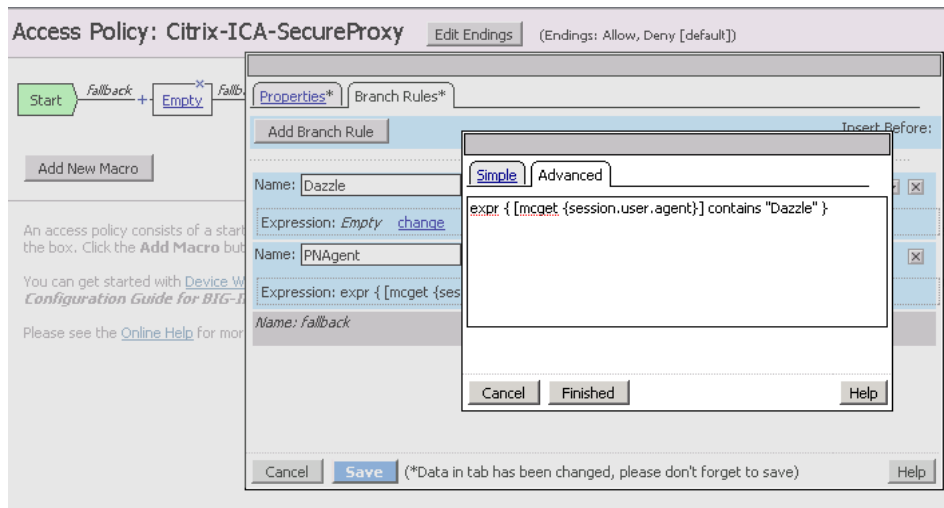 Access Policy: Citrix-ICA-SecureProxy Edit Endings (Endings: Allow, Deny [default])
Start Fallback + Empty x Fallb
Properties* Branch Rules*
Add Branch Rule Insert Before:
Add New Macro
Simple Advanced
Name: Dazzle
expr { [mcget {session.user.agent}] contains "Dazzle" }
Expression: Empty change
An access policy consists of a start
the box. Click the Add Macro but
Name: PNAgent
You can get started with Device W
Configuration Guide for BIG-I
Expression: expr { [mcget {ses
Name: fallback
Please see the Online Help for mor
Cancel Finished Help
Cancel Save (*Data in tab has been changed, please don't forget to save) Help